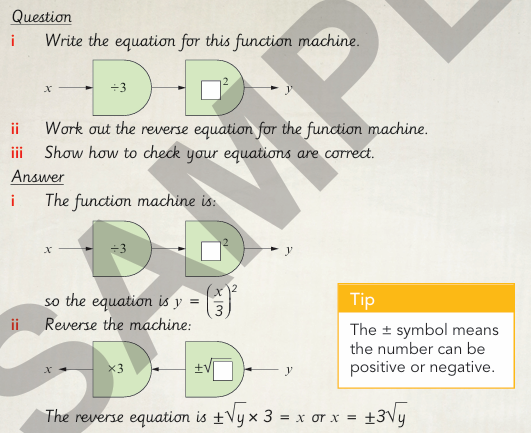 Question
i Write the equation for this function machine.
x ÷3 □² y
ii Work out the reverse equation for the function machine.
iii Show how to check your equations are correct.
Answer
i The function machine is:
x ÷3 □² y
so the equation is y = (x/3)²
ii Reverse the machine:
x ×3 ±√□ y
The reverse equation is ±√y × 3 = x or x = ±3√y
Tip
The ± symbol means
the number can be
positive or negative.
SAMPLE